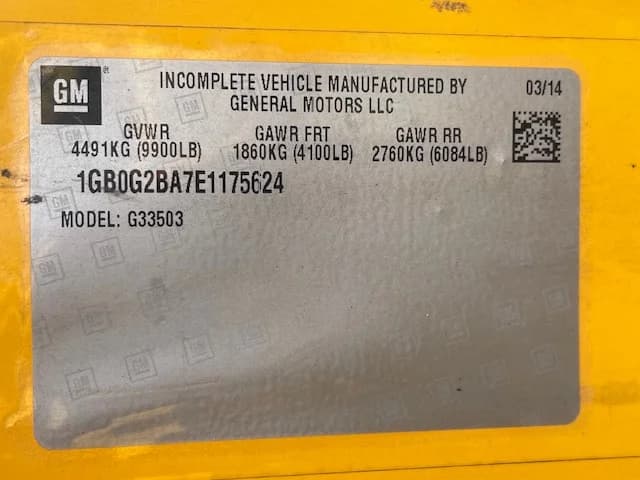 GM
INCOMPLETE VEHICLE MANUFACTURED BY
GENERAL MOTORS LLC
03/14
GVWR GAWR FRT GAWR RR
4491KG (9900LB) 1860KG (4100LB) 2760KG (6084LB)
1GB0G2BA7E1175624
MODEL: G33503